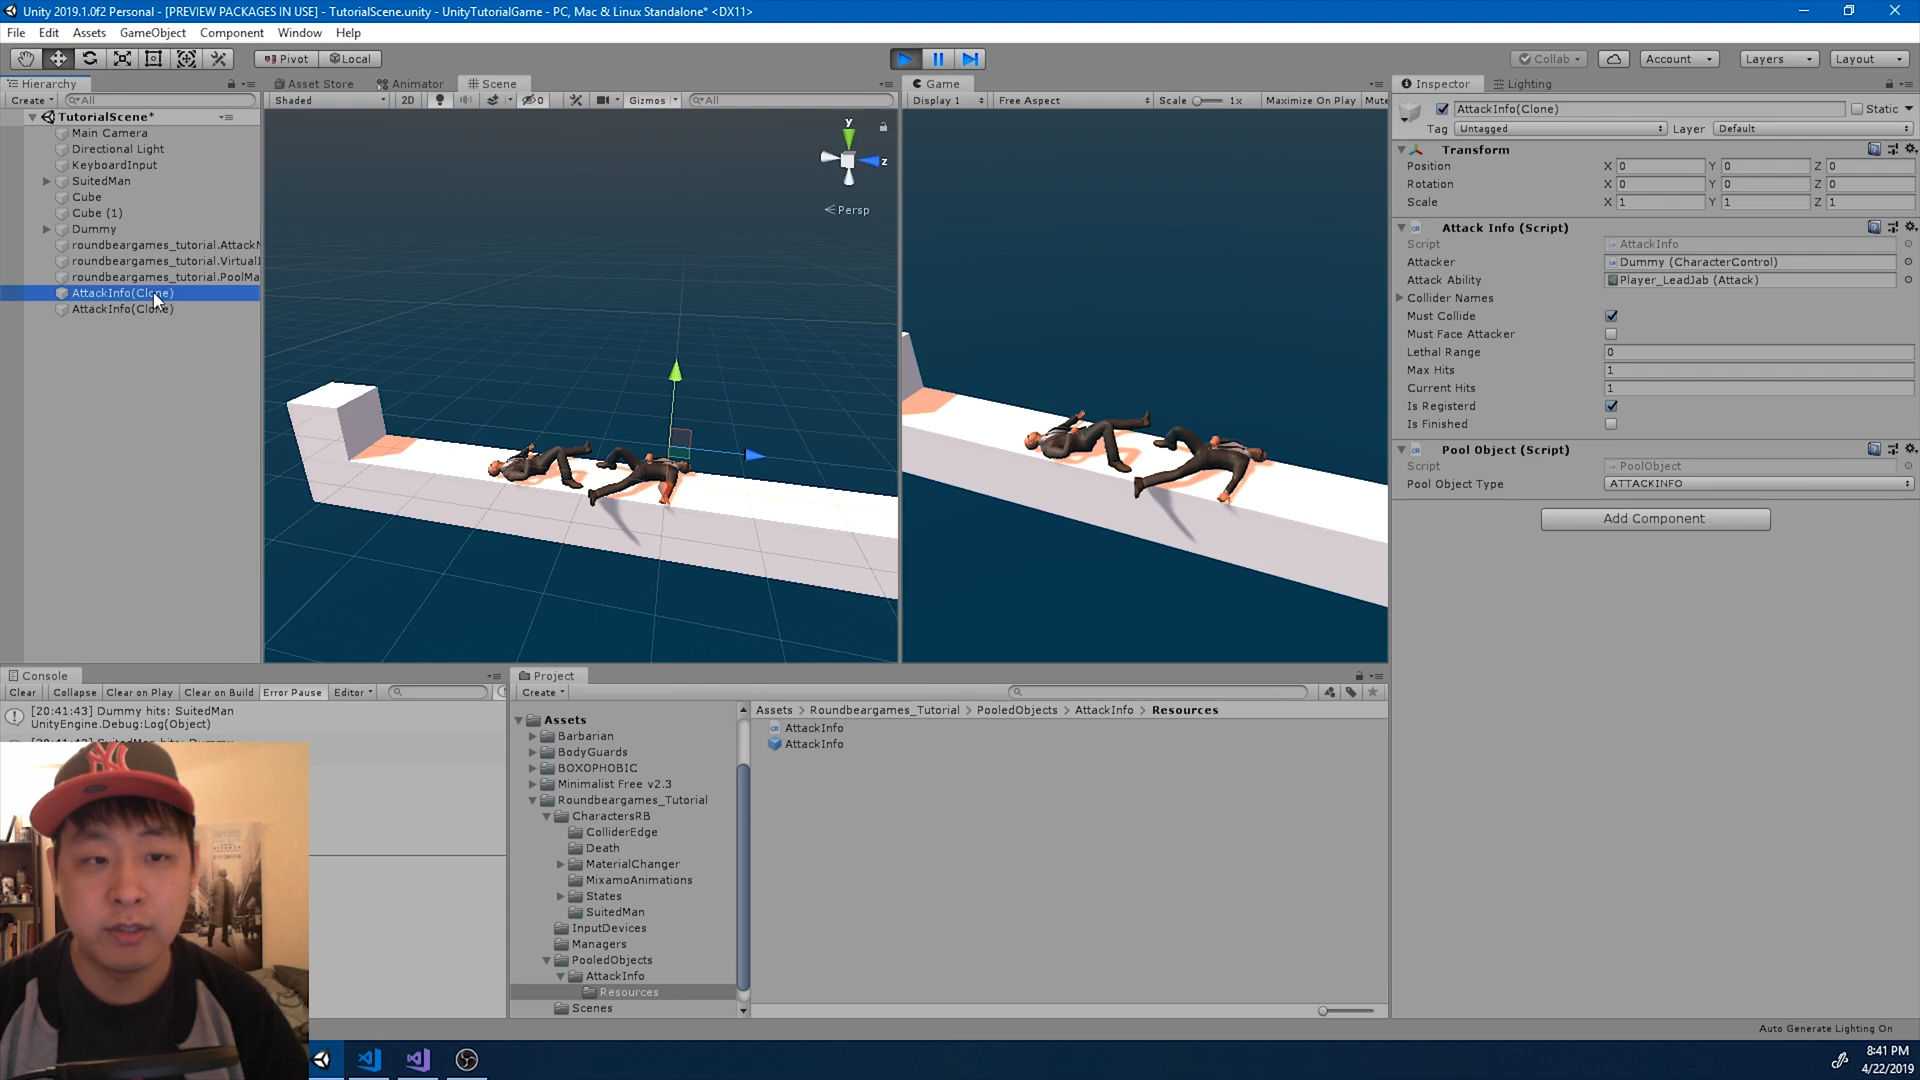 Unity 2019.1.0f2 Personal - [PREVIEW PACKAGES IN USE] - TutorialScene.unity - UnityTutorialGame - PC, Mac & Linux Standalone* <DX11>
File Edit Assets GameObject Component Window Help
Pivot Local Collab Account Layers Layout
Hierarchy
Create All
TutorialScene*
Main Camera
Directional Light
KeyboardInput
SuitedMan
Cube
Cube (1)
Dummy
roundbeargames_tutorial.Attack
roundbeargames_tutorial.Virtual
roundbeargames_tutorial.PoolMa
AttackInfo(Clone)
AttackInfo(Clone)
Asset Store Animator Scene
Shaded 2D 0 Gizmos All
y
z
Persp
Game
Display 1 Free Aspect Scale 1x Maximize On Play Mute
Inspector Lighting
AttackInfo(Clone) Static
Tag Untagged Layer Default
Transform
Position X 0 Y 0 Z 0
Rotation X 0 Y 0 Z 0
Scale X 1 Y 1 Z 1
Attack Info (Script)
Script AttackInfo
Attacker Dummy (CharacterControl)
Attack Ability Player_LeadJab (Attack)
Collider Names
Must Collide
Must Face Attacker
Lethal Range 0
Max Hits 1
Current Hits 1
Is Registerd
Is Finished
Pool Object (Script)
Script PoolObject
Pool Object Type ATTACKINFO
Add Component
Console
Clear Collapse Clear on Play Clear on Build Error Pause Editor
[20:41:43] Dummy hits: SuitedMan
UnityEngine.Debug:Log(Object)
Project
Create
Assets
Barbarian
BodyGuards
BOXOPHOBIC
Minimalist Free v2.3
Roundbeargames_Tutorial
CharactersRB
ColliderEdge
Death
MaterialChanger
MixamoAnimations
States
SuitedMan
InputDevices
Managers
PooledObjects
AttackInfo
Resources
Scenes
Assets > Roundbeargames_Tutorial > PooledObjects > AttackInfo > Resources
AttackInfo
AttackInfo
Auto Generate Lighting On
8:41 PM
4/22/2019